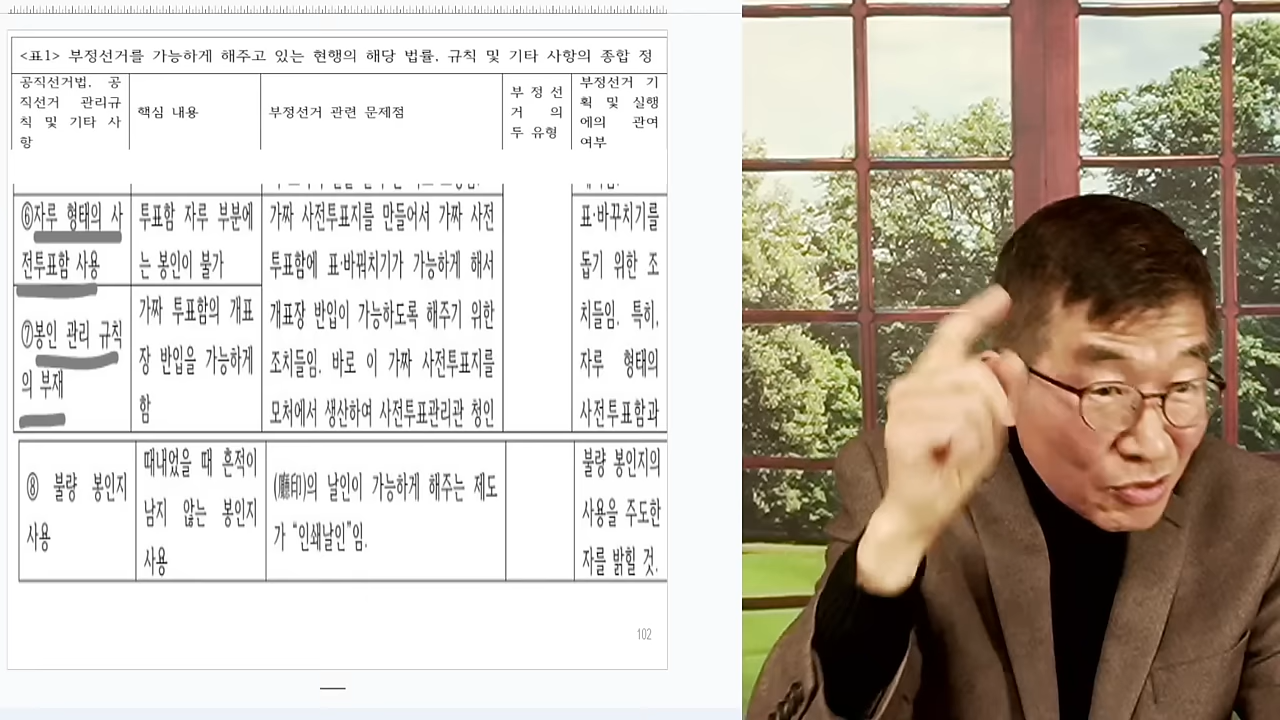 <표1> 부정선거를 가능하게 해주고 있는 현행의 해당 법률, 규칙 및 기타 사항의 종합 정
공직선거법, 공
직선거 관리규
칙 및 기타 사
항
핵심 내용
부정선거 관련 문제점
부 정 선
거 의
두 유형
부정선거 기
획 및 실행
에의 관여
여부
⑥자루 형태의 사
전투표함 사용
투표함 자루 부분에
는 봉인이 불가
⑦봉인 관리 규칙
의 부재
가짜 투표함의 개표
장 반입을 가능하게
함
가짜 사전투표지를 만들어서 가짜 사전
투표함에 표·바꿔치기가 가능하게 해서
개표장 반입이 가능하도록 해주기 위한
조치들임. 바로 이 가짜 사전투표지를
모처에서 생산하여 사전투표관리관 청인
표·바꾸치기를
돕기 위한 조
치들임. 특히,
자루 형태의
사전투표함과
⑧ 불량 봉인지
사용
때내었을 때 흔적이
남지 않는 봉인지
사용
(廳印)의 날인이 가능하게 해주는 제도
가 “인쇄날인”임.
불량 봉인지의
사용을 주도한
자를 밝힐 것.
102